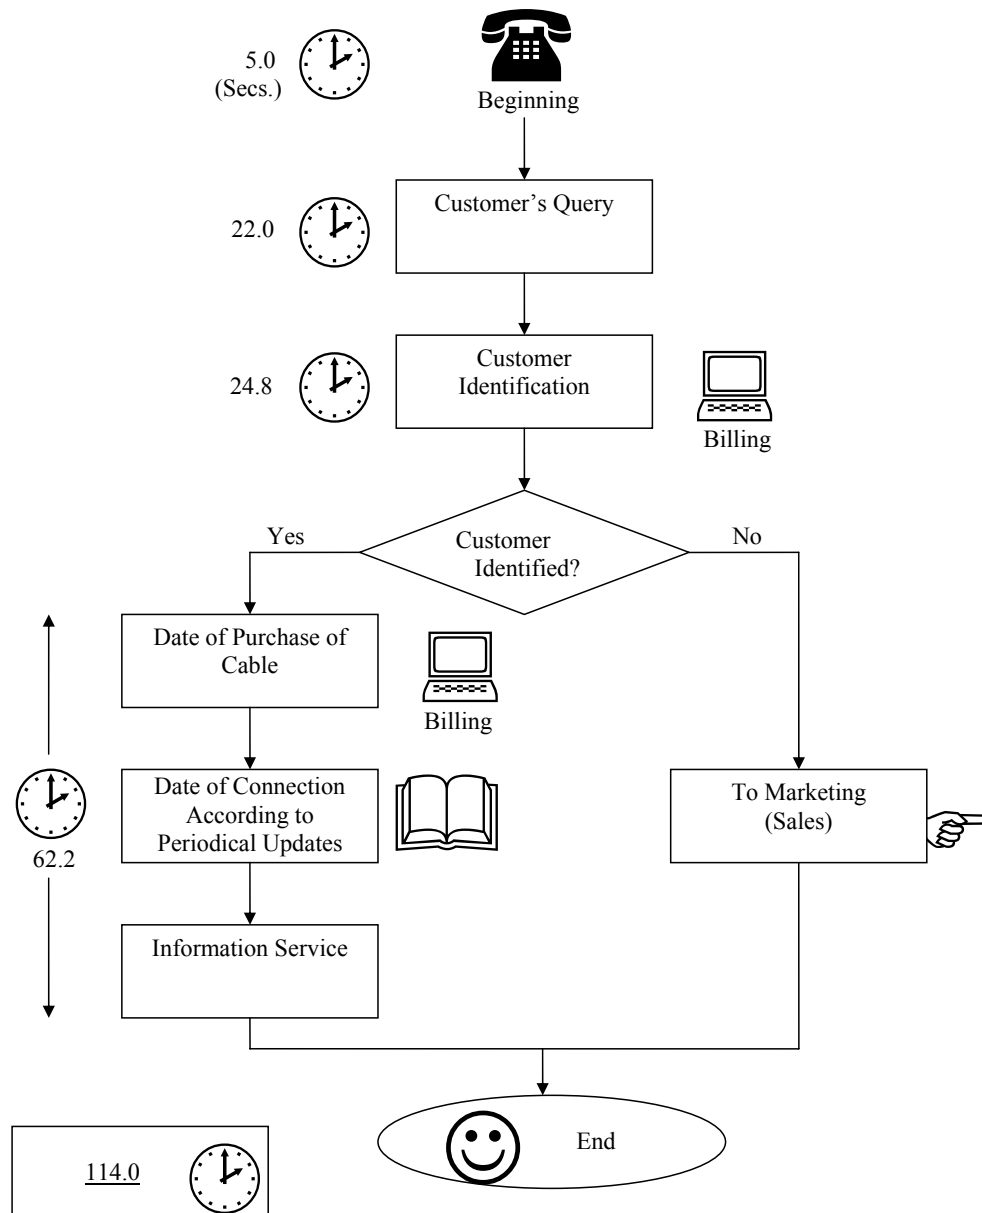 5.0
(Secs.)
Beginning
22.0
Customer’s Query
24.8
Customer
Identification
Billing
Yes
Customer
Identified?
No
Date of Purchase of
Cable
Billing
62.2
Date of Connection
According to
Periodical Updates
To Marketing
(Sales)
Information Service
End
114.0